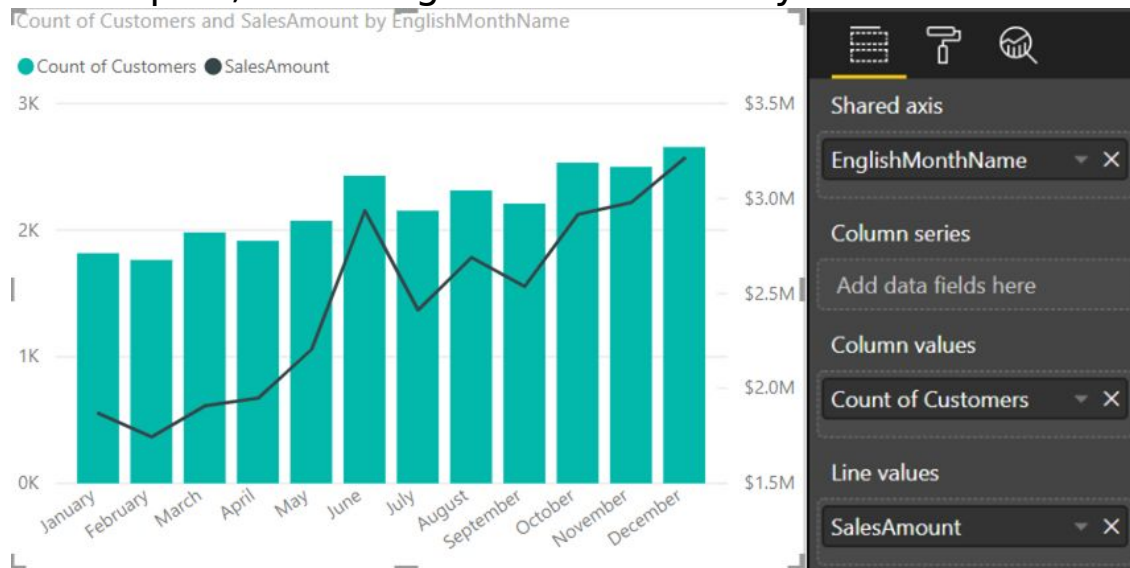 Count of Customers and SalesAmount by EnglishMonthName
Count of Customers SalesAmount
3K
2K
1K
0K
$3.5M
$3.0M
$2.5M
$2.0M
$1.5M
January
February
March
April
May
June
July
August
September
October
November
December
Shared axis
EnglishMonthName
Column series
Add data fields here
Column values
Count of Customers
Line values
SalesAmount